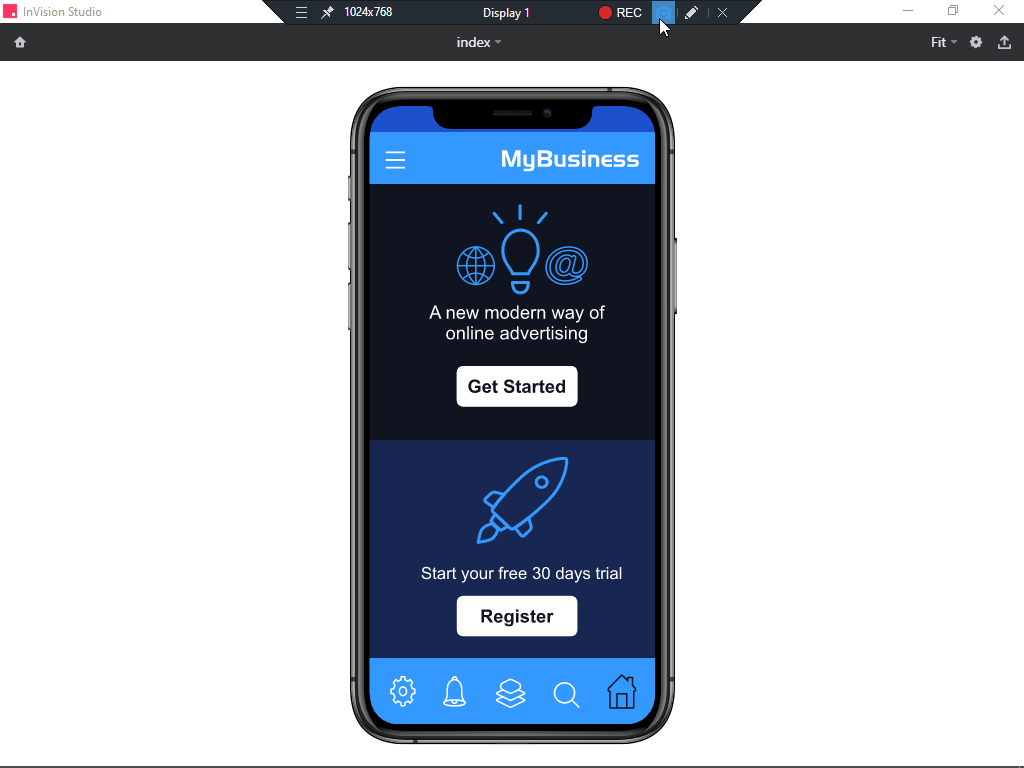 InVision Studio
1024x768
Display 1
REC
index
Fit
MyBusiness
@
A new modern way of
online advertising
Get Started
Start your free 30 days trial
Register